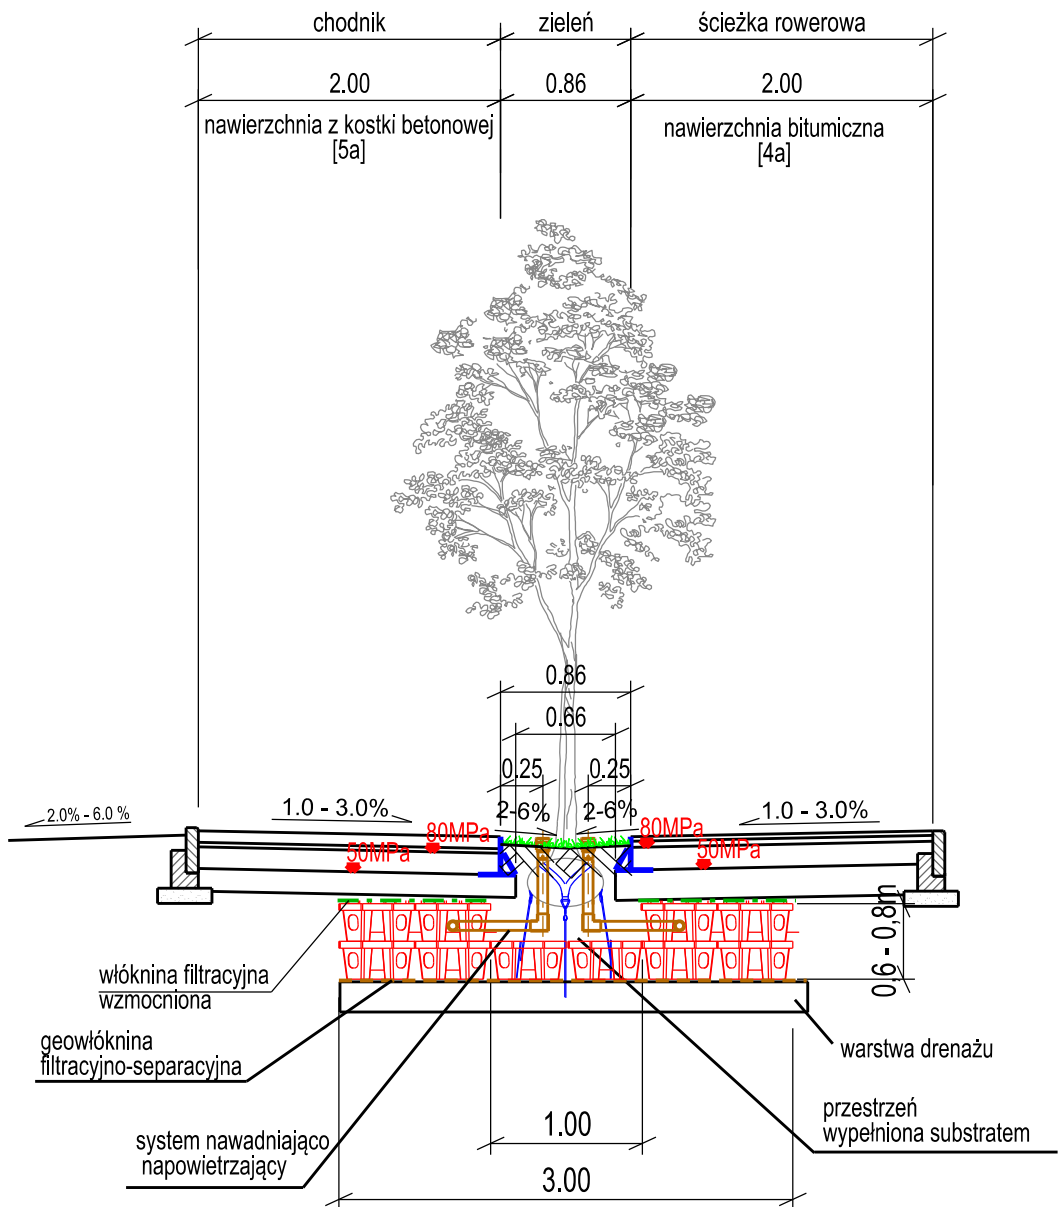 chodnik
zieleń
ścieżka rowerowa
2.00
0.86
2.00
nawierzchnia z kostki betonowej
[5a]
nawierzchnia bitumiczna
[4a]
0.86
0.66
0.25
0.25
2.0% - 6.0 %
1.0 - 3.0%
2-6%
2-6%
1.0 - 3.0%
80MPa
80MPa
50MPa
50MPa
0,6 - 0,8m
włóknina filtracyjna
wzmocniona
geowłóknina
filtracyjno-separacyjna
warstwa drenażu
przestrzeń
wypełniona substratem
system nawadniająco
napowietrzający
1.00
3.00